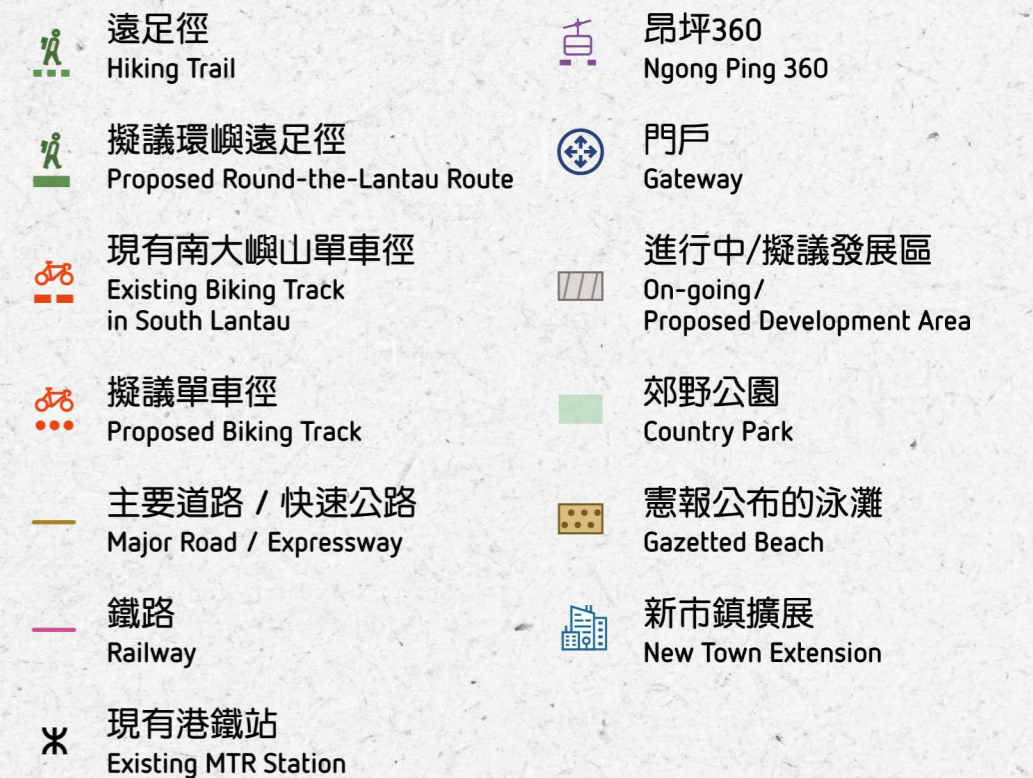 遠足徑
Hiking Trail
擬議環嶼遠足徑
Proposed Round-the-Lantau Route
現有南大嶼山單車徑
Existing Biking Track
in South Lantau
擬議單車徑
Proposed Biking Track
主要道路 / 快速公路
Major Road / Expressway
鐵路
Railway
現有港鐵站
Existing MTR Station
昂坪360
Ngong Ping 360
門戶
Gateway
進行中/擬議發展區
On-going/
Proposed Development Area
郊野公園
Country Park
憲報公布的泳灘
Gazetted Beach
新市鎮擴展
New Town Extension